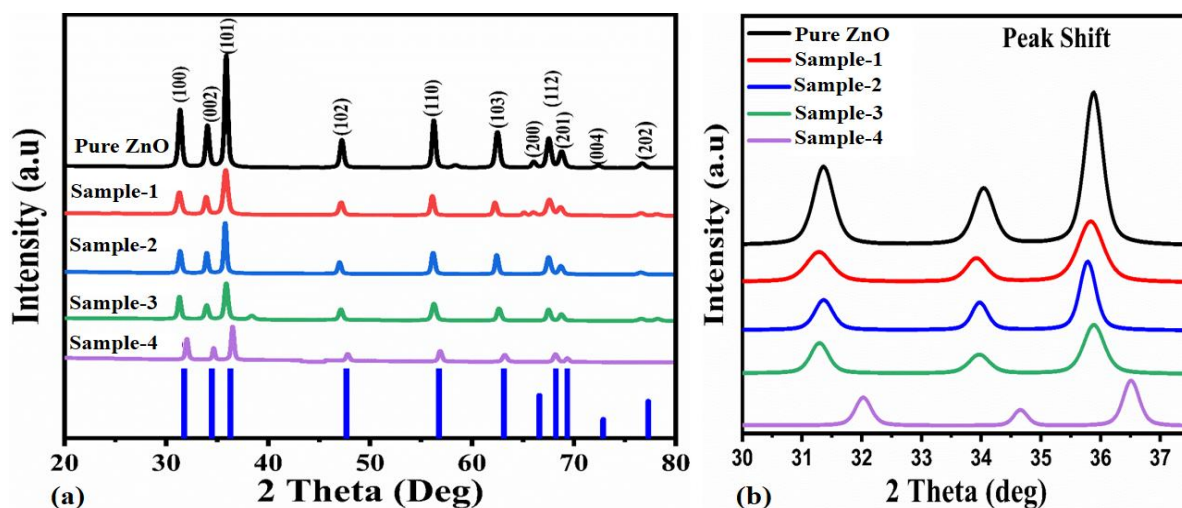 (100)
(002)
(101)
(102)
(110)
(103)
(200)
(112)
(201)
(004)
(202)
Pure ZnO
Sample-1
Sample-2
Sample-3
Sample-4
Intensity (a.u)
20 30 40 50 60 70 80
(a) 2 Theta (Deg)
Pure ZnO
Sample-1
Sample-2
Sample-3
Sample-4
Peak Shift
Intensity (a.u)
30 31 32 33 34 35 36 37
(b) 2 Theta (deg)